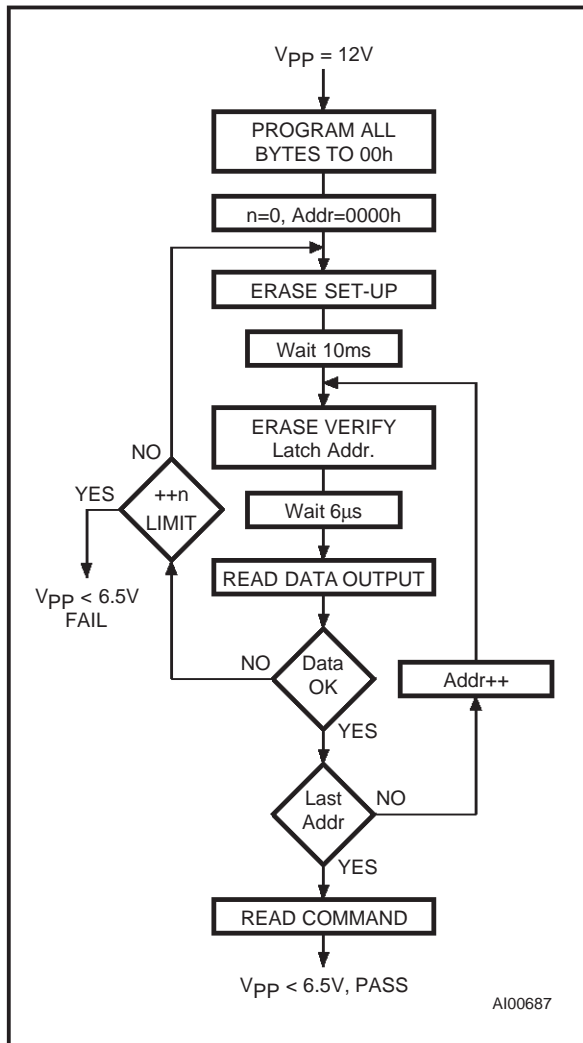 VPP = 12V
PROGRAM ALL
BYTES TO 00h
n=0, Addr=0000h
ERASE SET-UP
Wait 10ms
ERASE VERIFY
Latch Addr.
NO
YES
++n
LIMIT
Wait 6µs
VPP < 6.5V
FAIL
READ DATA OUTPUT
NO
Data
OK
YES
Addr++
Last
Addr
NO
YES
READ COMMAND
VPP < 6.5V, PASS
AI00687